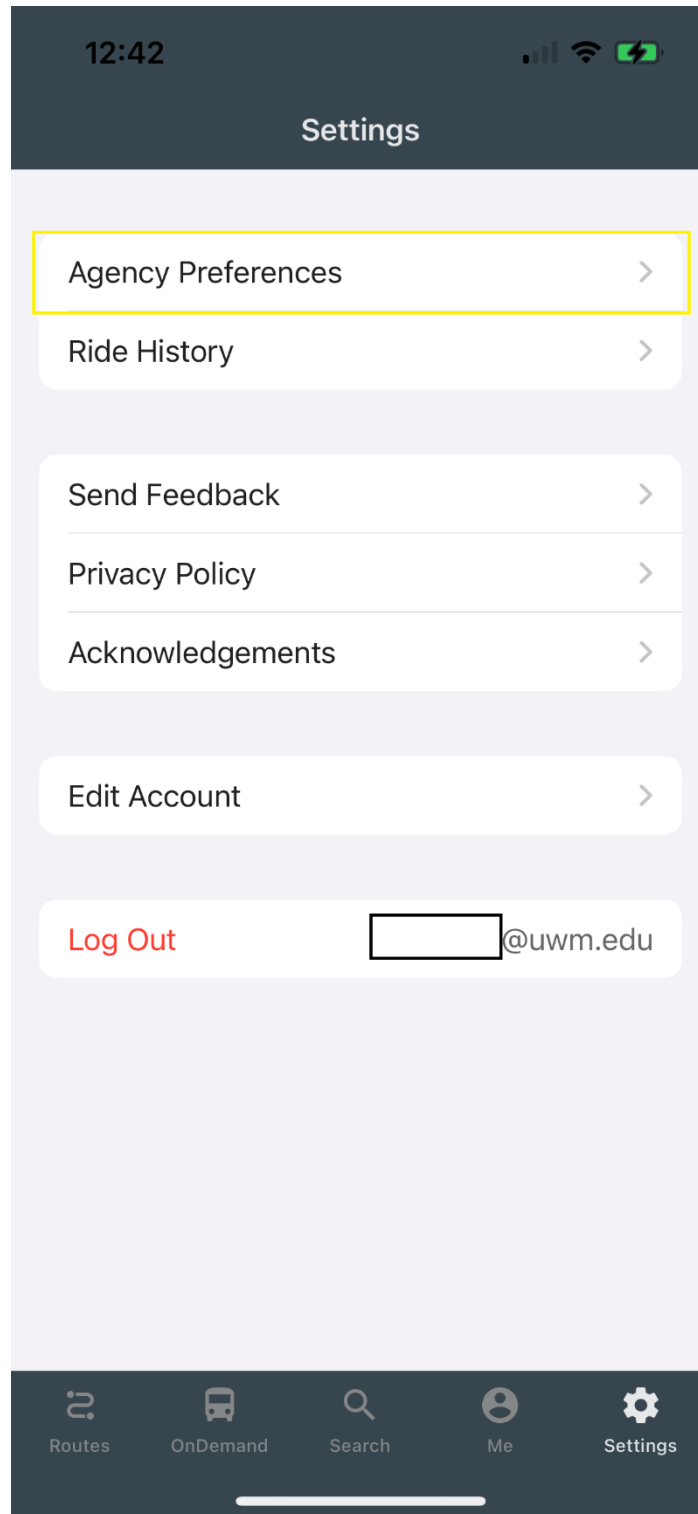 12:42
Settings
Agency Preferences
Ride History
Send Feedback
Privacy Policy
Acknowledgements
Edit Account
Log Out @uwm.edu
Routes OnDemand Search Me Settings